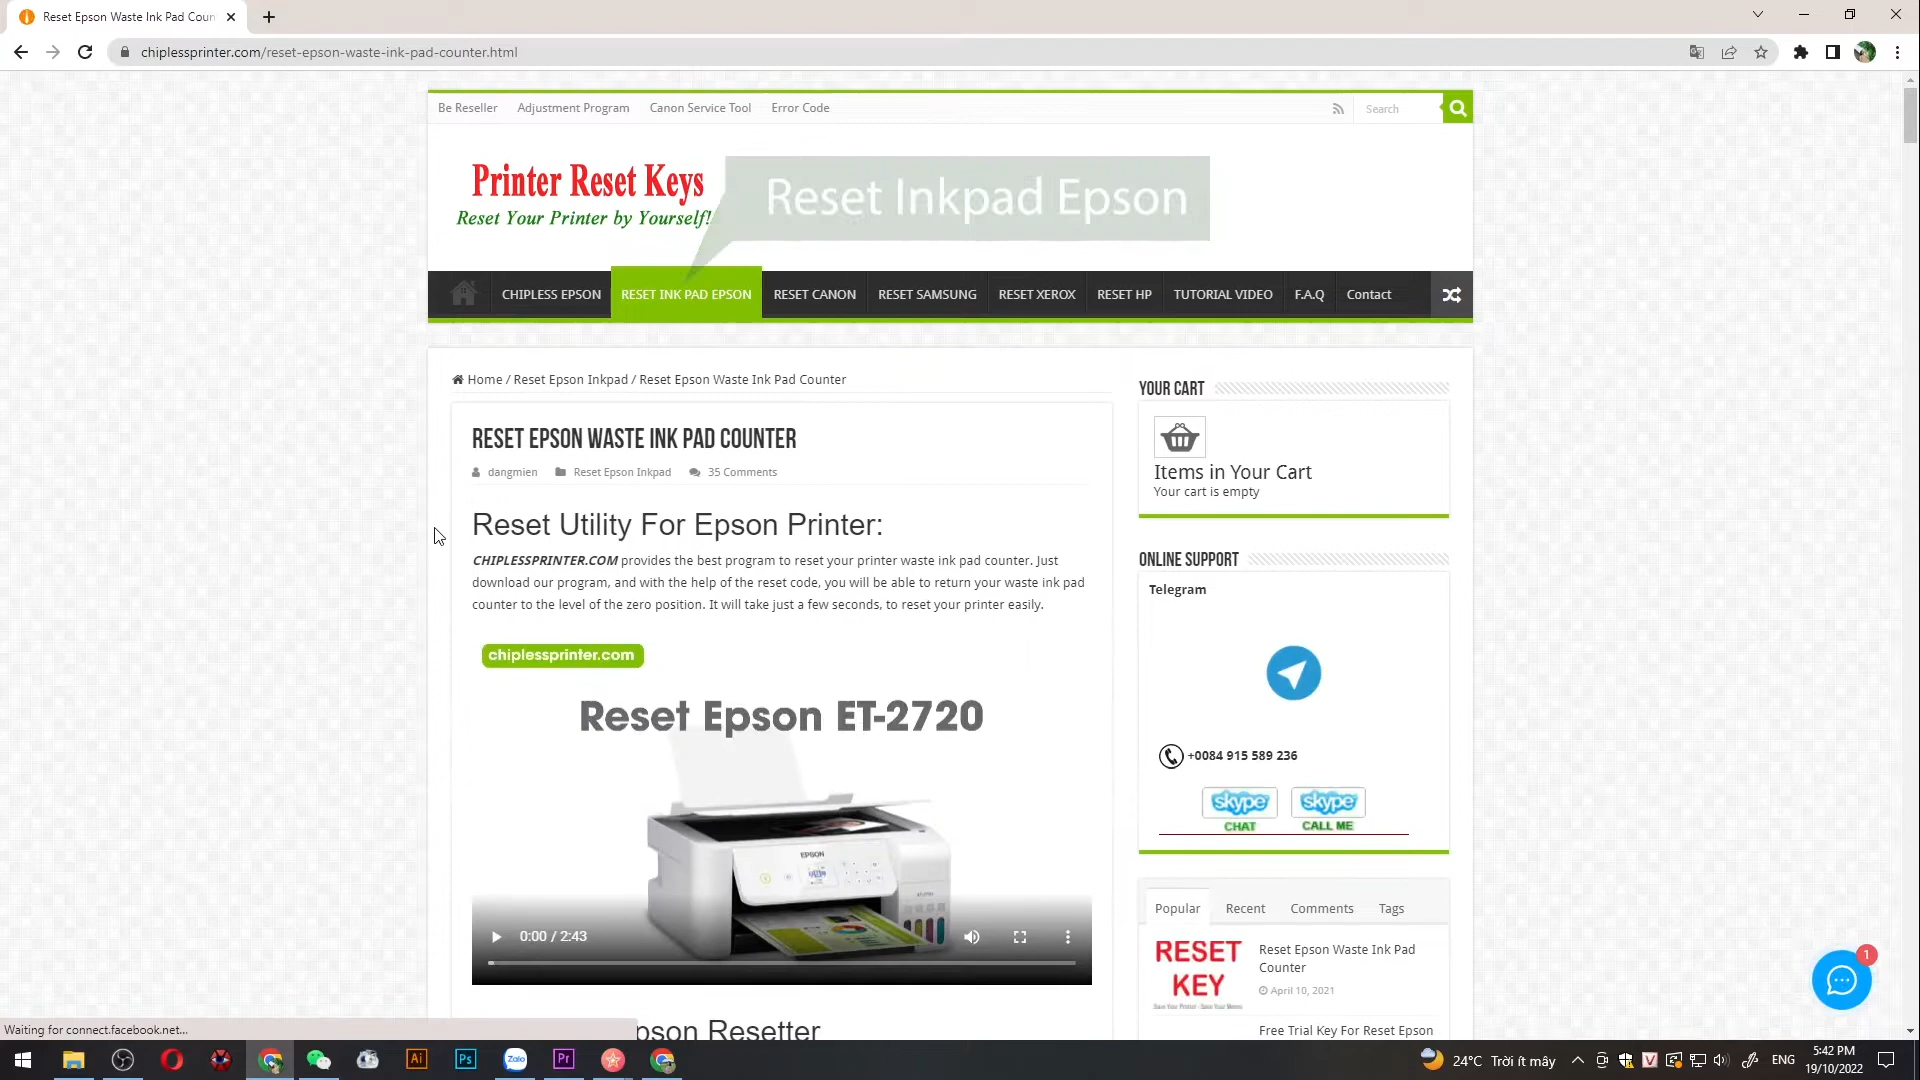 Reset Epson Waste Ink Pad Coun
chiplessprinter.com/reset-epson-waste-ink-pad-counter.html
Be Reseller Adjustment Program Canon Service Tool Error Code Search
Printer Reset Keys
Reset Your Printer by Yourself!
Reset Inkpad Epson
CHIPLESS EPSON RESET INK PAD EPSON RESET CANON RESET SAMSUNG RESET XEROX RESET HP TUTORIAL VIDEO F.A.Q Contact
Home / Reset Epson Inkpad / Reset Epson Waste Ink Pad Counter
RESET EPSON WASTE INK PAD COUNTER
dangmien Reset Epson Inkpad 35 Comments
Reset Utility For Epson Printer:
CHIPLESSPRINTER.COM provides the best program to reset your printer waste ink pad counter. Just
download our program, and with the help of the reset code, you will be able to return your waste ink pad
counter to the level of the zero position. It will take just a few seconds, to reset your printer easily.
chiplessprinter.com
Reset Epson ET-2720
EPSON
0:00 / 2:43
pson Resetter
YOUR CART
Items in Your Cart
Your cart is empty
ONLINE SUPPORT
Telegram
+0084 915 589 236
skype skype
CHAT CALL ME
Popular Recent Comments Tags
RESET
KEY
Reset Epson Waste Ink Pad
Counter
April 10, 2021
Free Trial Key For Reset Epson
1
Waiting for connect.facebook.net...
Ai Ps Zalo Pr
24°C Trời ít mây
V
ENG
5:42 PM
19/10/2022